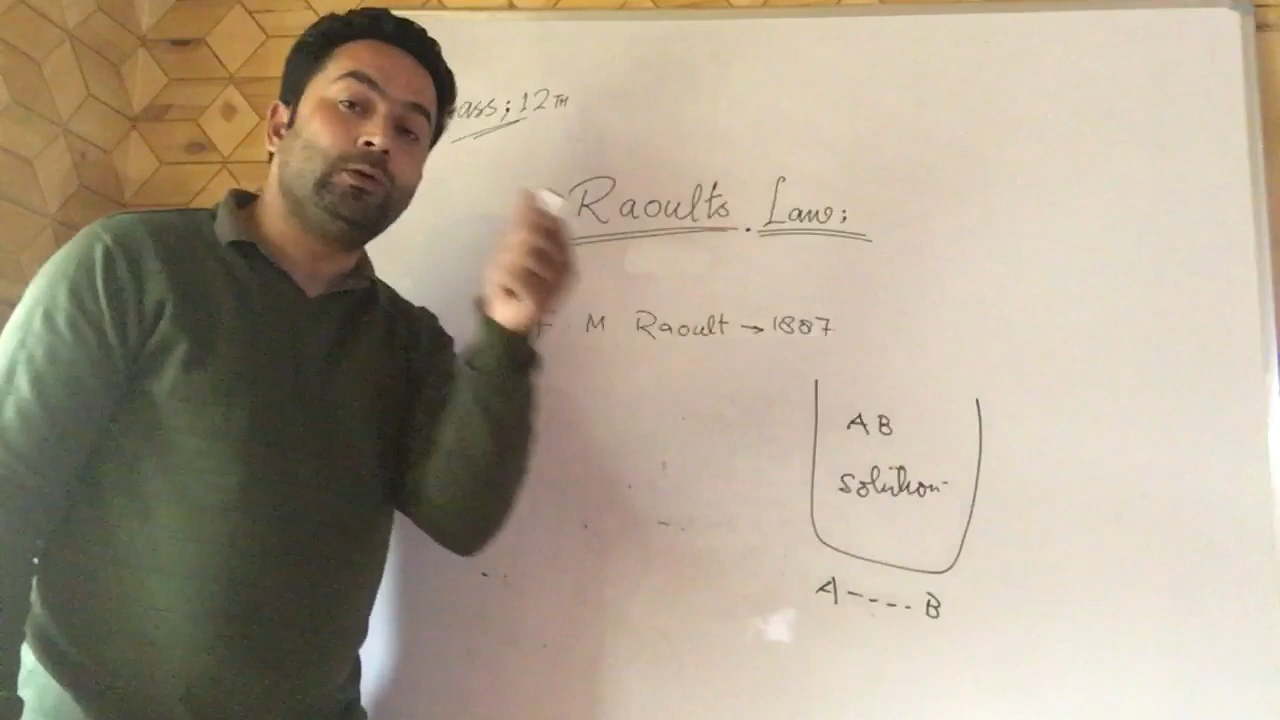 ass; 12TH
Raoults. Law;
F M Raoult → 1887
AB
Solution
A----B